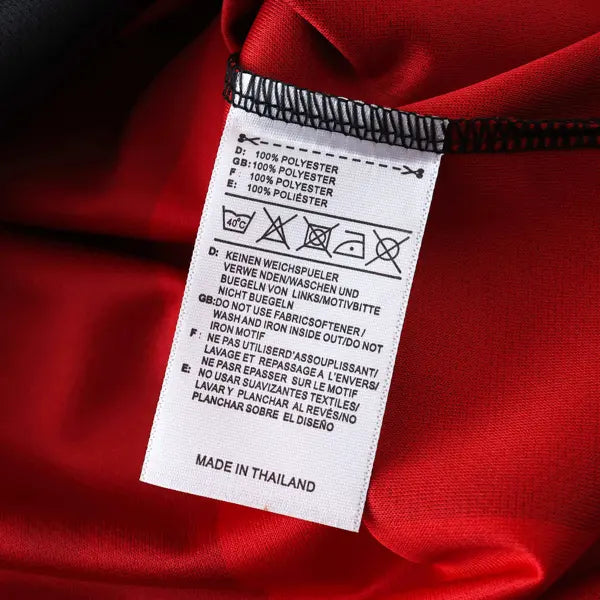 D: 100% POLYESTER
GB: 100% POLYESTER
F : 100% POLYESTER
E: 100% POLIÉSTER
40°C
D: KEINEN WEICHSPUELER
VERWE NDEN/WASCHEN UND
BUEGELN VON LINKS/MOTIVBITTE
NICHT BUEGELN
GB:DO NOT USE FABRICSOFTENER/
WASH AND IRON INSIDE OUT/DO NOT
IRON MOTIF
F : NE PAS UTILISERD'ASSOUPLISSANT/
LAVAGE ET REPASSAGE A L'ENVERS/
NE PASR EPASSER SUR LE MOTIF
E: NO USAR SUAVIZANTES TEXTILES/
LAVAR Y PLANCHAR AL REVÉS/NO
PLANCHAR SOBRE EL DISEÑO
MADE IN THAILAND